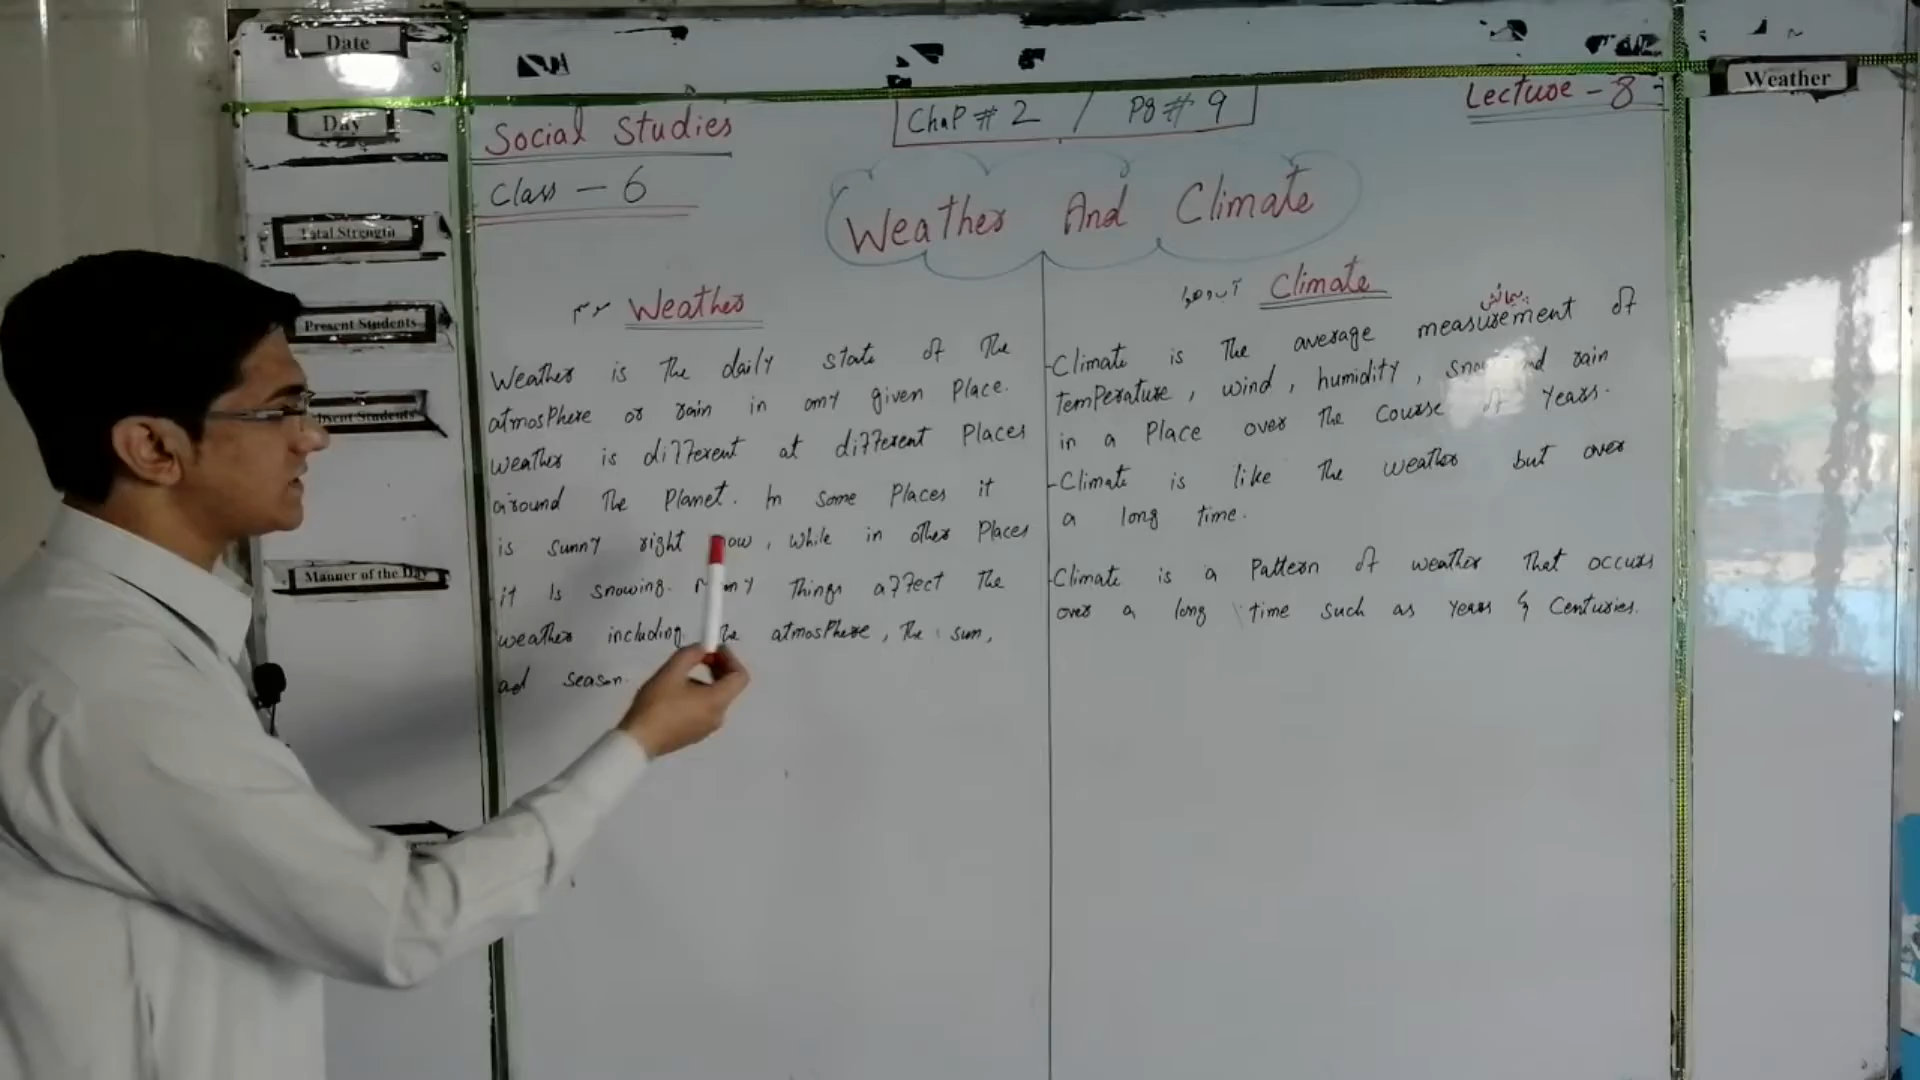 Date
Day
Total Strength
Present Students
Absent Students
Manner of the Day
Weather
Social Studies
Class - 6
Chap # 2 / Pg # 9
Lecture - 8
Weather And Climate
موسم Weather
Weather is the daily state of the
atmosphere or rain in any given Place.
weather is different at different Places
around the Planet. In some Places it
is sunny right now, while in other Places
it Is snowing. Many things affect the
weather including the atmosphere, the sun,
ad season.
آب و ہوا Climate
پیمائش
- Climate is the average measurement of
temperature, wind, humidity, snow and rain
in a Place over the course of years.
- Climate is like the weather but over
a long time.
- Climate is a Pattern of weather that occurs
over a long time such as years & Centuries.